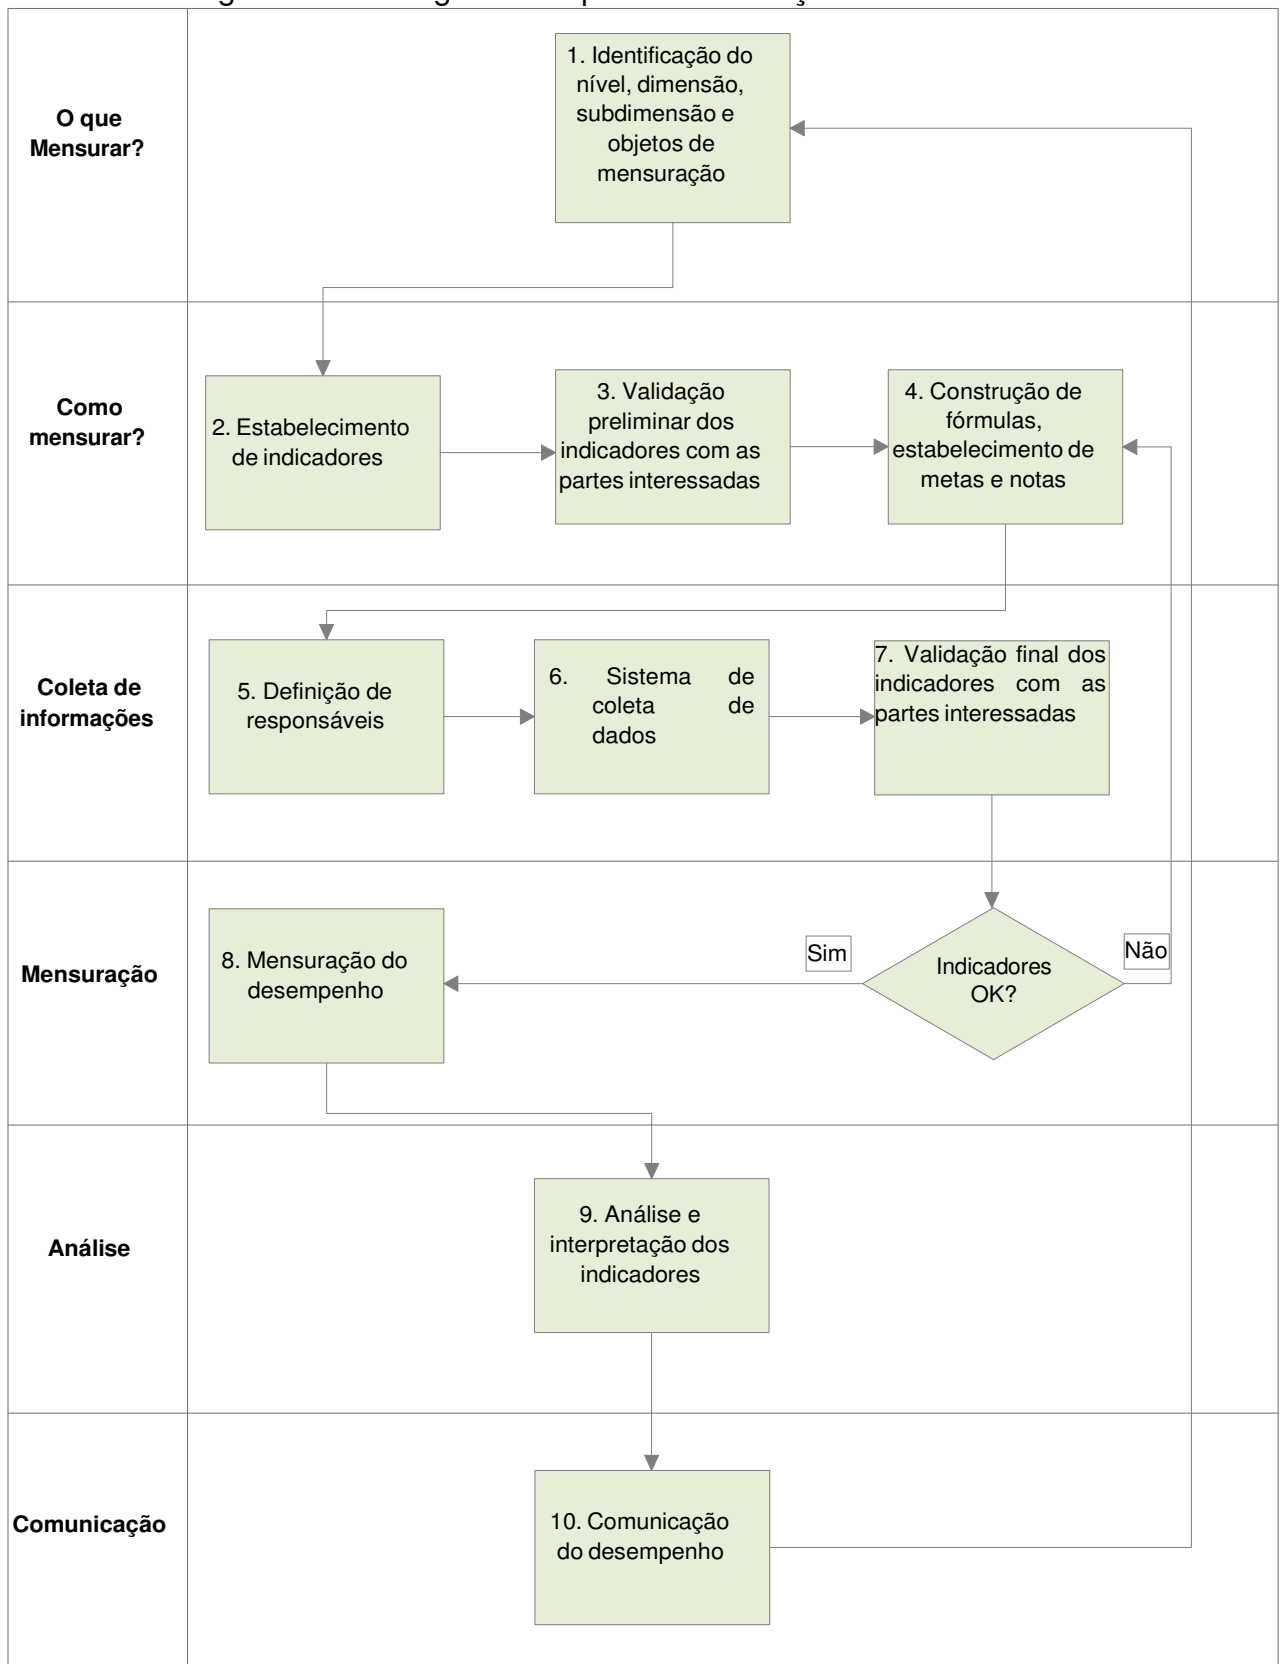 O que
Mensurar?
1. Identificação do
nível, dimensão,
subdimensão e
objetos de
mensuração
Como
mensurar?
2. Estabelecimento
de indicadores
3. Validação
preliminar dos
indicadores com as
partes interessadas
4. Construção de
fórmulas,
estabelecimento de
metas e notas
Coleta de
informações
5. Definição de
responsáveis
6. Sistema de
coleta de
dados
7. Validação final dos
indicadores com as
partes interessadas
Mensuração
8. Mensuração do
desempenho
Sim
Indicadores
OK?
Não
Análise
9. Análise e
interpretação dos
indicadores
Comunicação
10. Comunicação
do desempenho